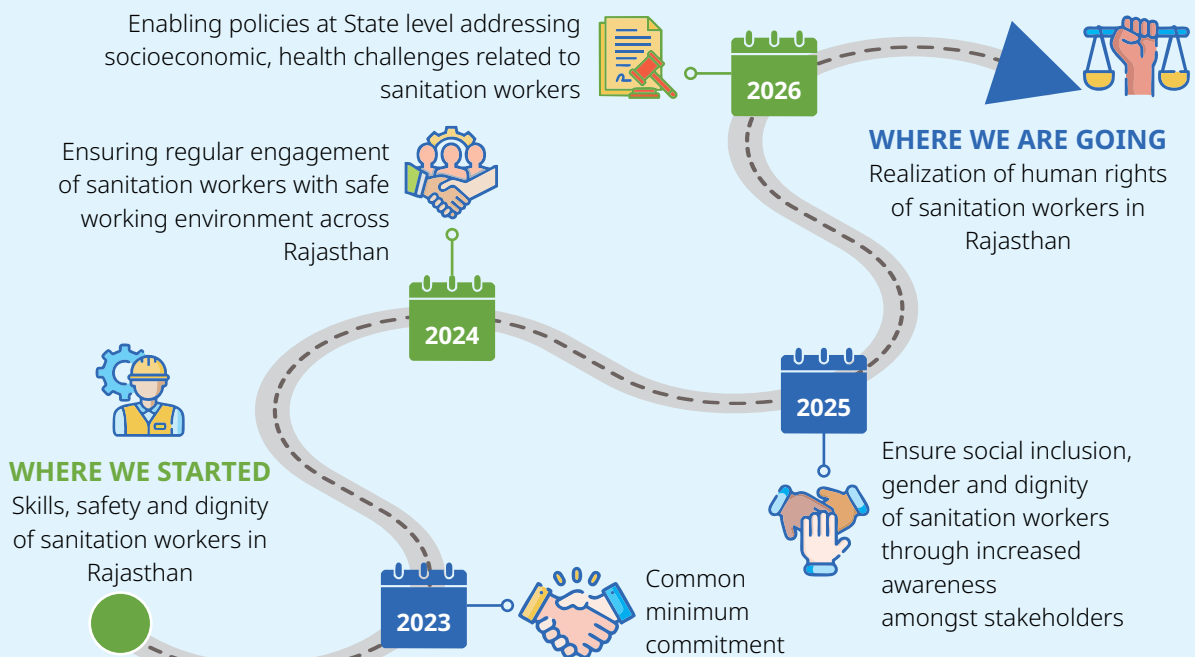 Enabling policies at State level addressing
socioeconomic, health challenges related to
sanitation workers
2026
WHERE WE ARE GOING
Realization of human rights
of sanitation workers in
Rajasthan
Ensuring regular engagement
of sanitation workers with safe
working environment across
Rajasthan
2024
2025
Ensure social inclusion,
gender and dignity
of sanitation workers
through increased
awareness
amongst stakeholders
WHERE WE STARTED
Skills, safety and dignity
of sanitation workers in
Rajasthan
2023
Common
minimum
commitment